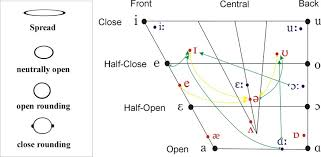 Front Central Back
Spread
neutrally open
open rounding
close rounding
Close i i: u: u
ɪ ʊ
Half-Close e o
e ɛ: ə ɔ:
Half-Open ɛ ɔ
ʌ
æ ɒ
Open a ɑ: ɑ